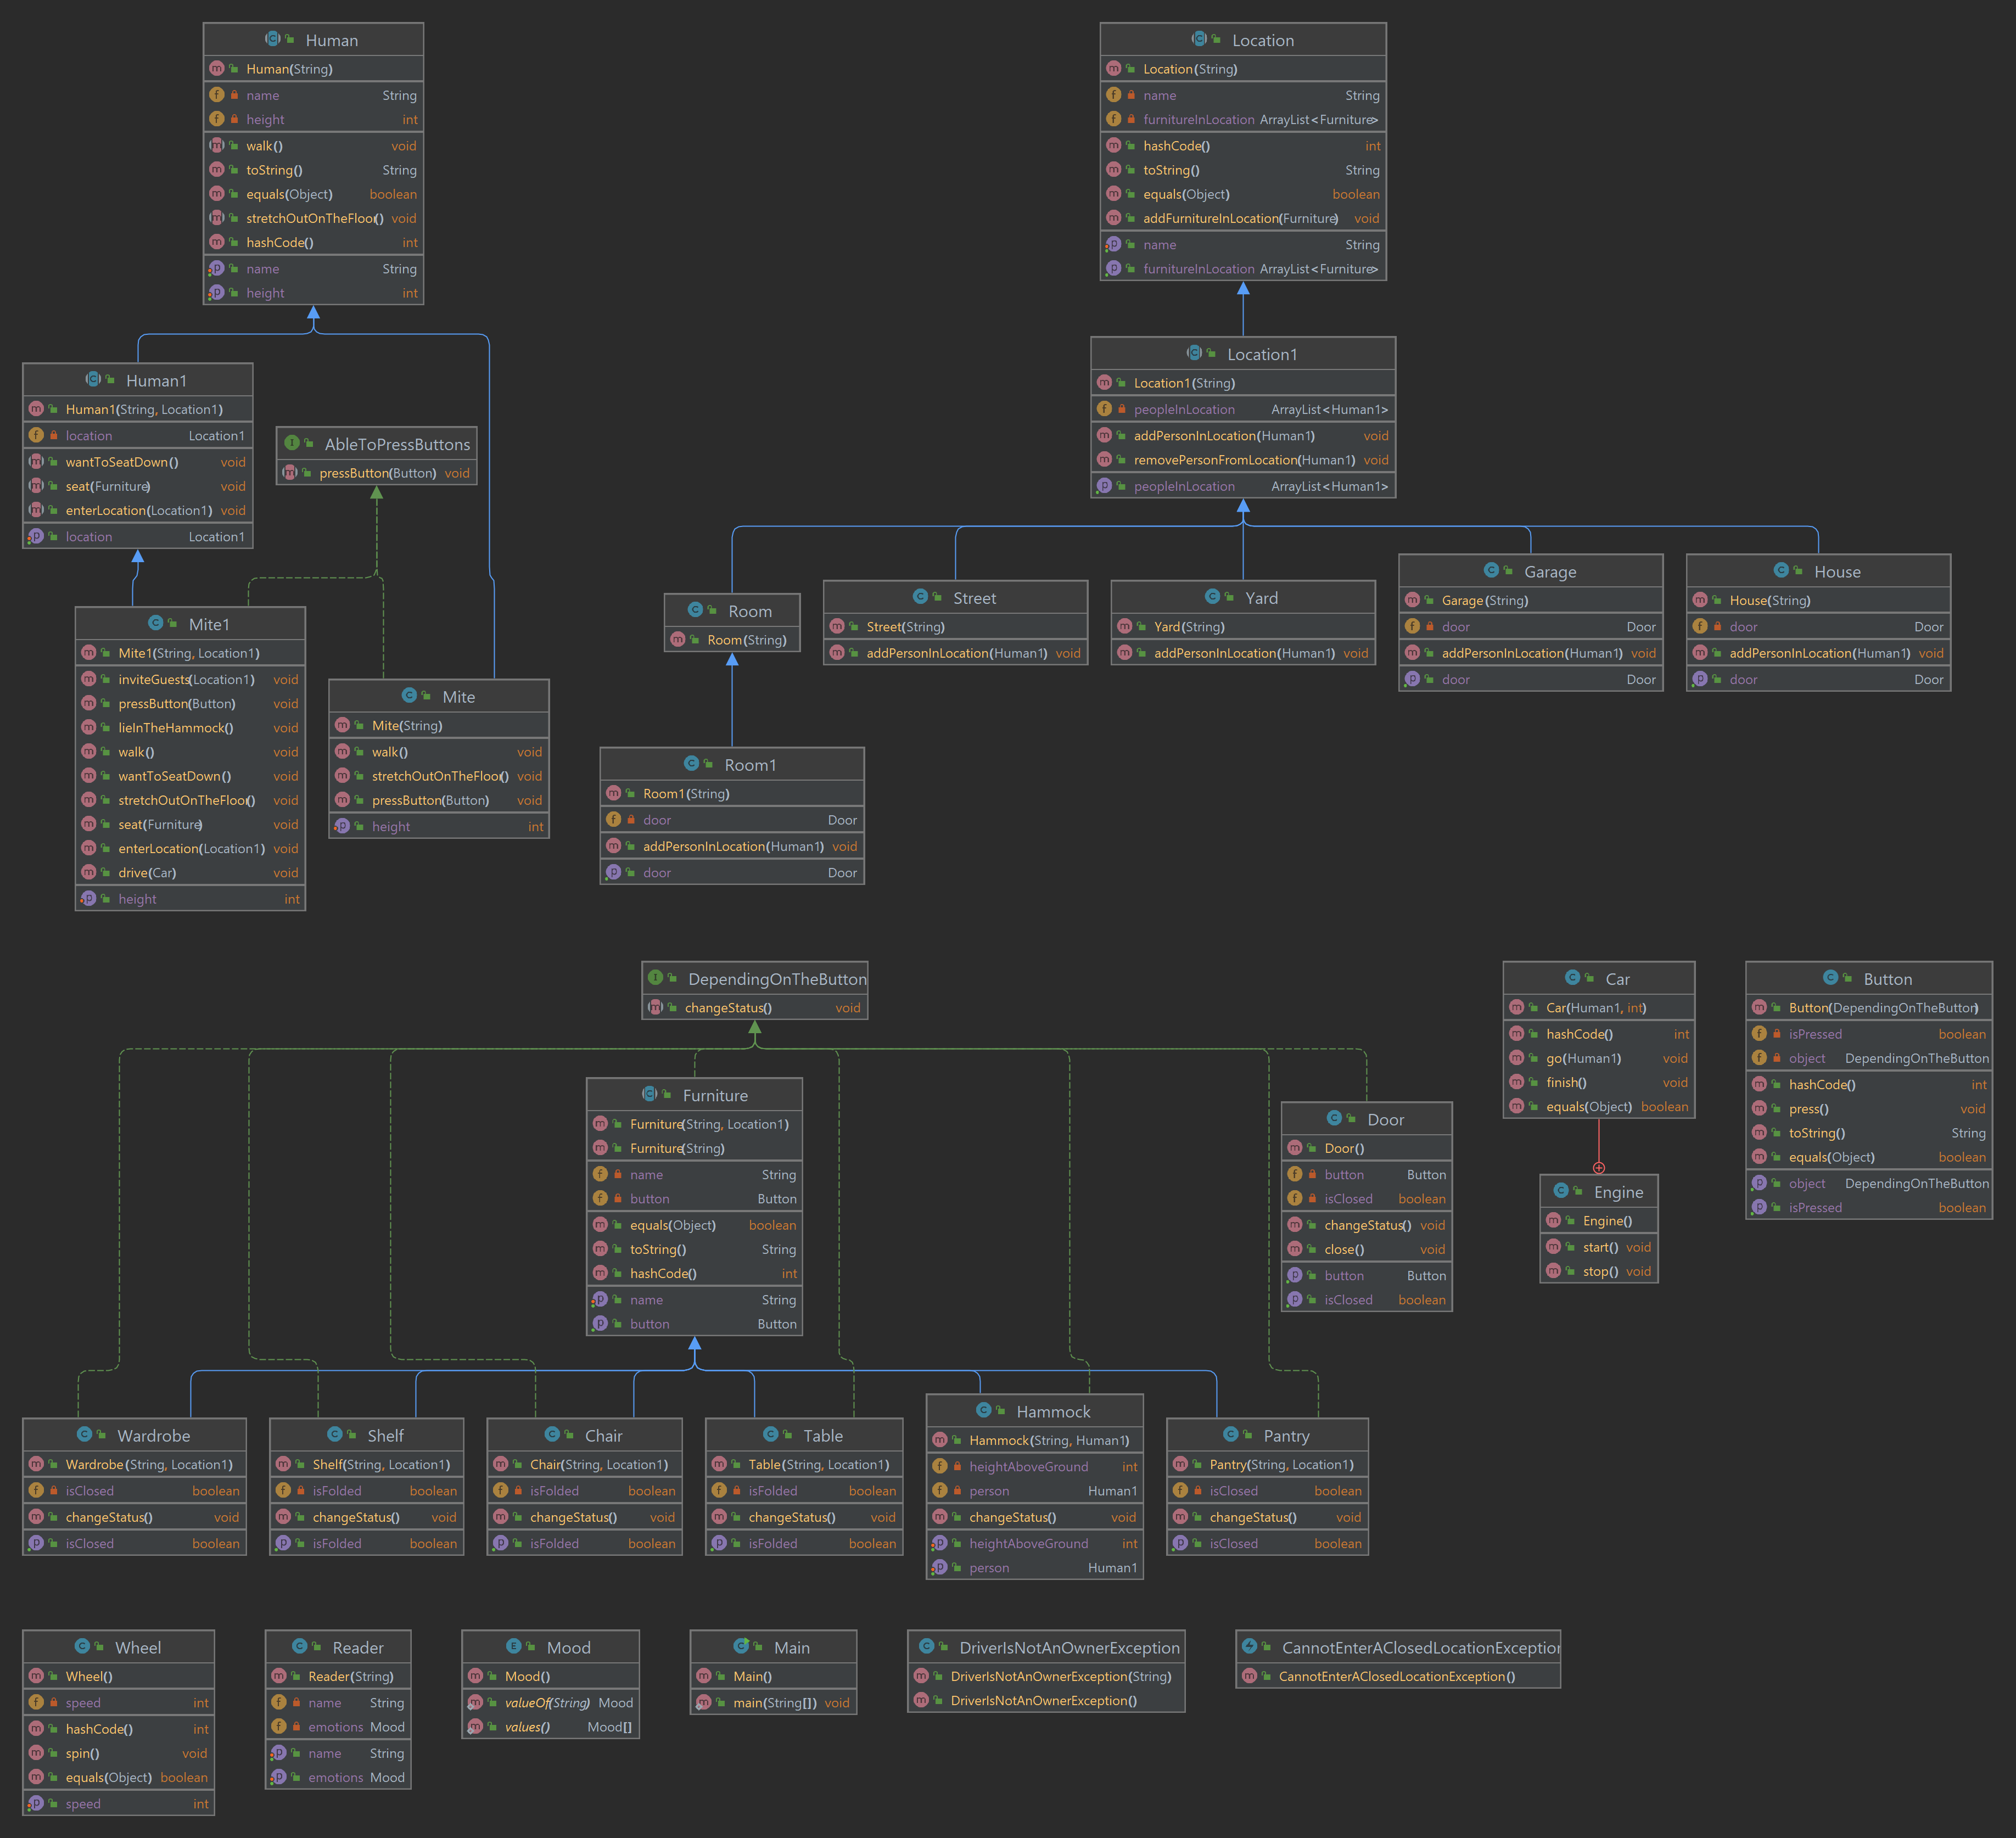 Human
Human(String)
name String
height int
walk() void
toString() String
equals(Object) boolean
stretchOutOnTheFloor() void
hashCode() int
name String
height int
Location
Location(String)
name String
furnitureInLocation ArrayList<Furniture>
hashCode() int
toString() String
equals(Object) boolean
addFurnitureInLocation(Furniture) void
name String
furnitureInLocation ArrayList<Furniture>
Human1
Human1(String, Location1)
location Location1
wantToSeatDown() void
seat(Furniture) void
enterLocation(Location1) void
location Location1
AbleToPressButtons
pressButton(Button) void
Location1
Location1(String)
peopleInLocation ArrayList<Human1>
addPersonInLocation(Human1) void
removePersonFromLocation(Human1) void
peopleInLocation ArrayList<Human1>
Mite1
Mite1(String, Location1)
inviteGuests(Location1) void
pressButton(Button) void
lieInTheHammock() void
walk() void
wantToSeatDown() void
stretchOutOnTheFloor() void
seat(Furniture) void
enterLocation(Location1) void
drive(Car) void
height int
Mite
Mite(String)
walk() void
stretchOutOnTheFloor() void
pressButton(Button) void
height int
Room
Room(String)
Street
Street(String)
addPersonInLocation(Human1) void
Yard
Yard(String)
addPersonInLocation(Human1) void
Garage
Garage(String)
door Door
addPersonInLocation(Human1) void
door Door
House
House(String)
door Door
addPersonInLocation(Human1) void
door Door
Room1
Room1(String)
door Door
addPersonInLocation(Human1) void
door Door
DependingOnTheButton
changeStatus() void
Furniture
Furniture(String, Location1)
Furniture(String)
name String
button Button
equals(Object) boolean
toString() String
hashCode() int
name String
button Button
Door
Door()
button Button
isClosed boolean
changeStatus() void
close() void
button Button
isClosed boolean
Car
Car(Human1, int)
hashCode() int
go(Human1) void
finish() void
equals(Object) boolean
Engine
Engine()
start() void
stop() void
Button
Button(DependingOnTheButton)
isPressed boolean
object DependingOnTheButton
hashCode() int
press() void
toString() String
equals(Object) boolean
object DependingOnTheButton
isPressed boolean
Wardrobe
Wardrobe(String, Location1)
isClosed boolean
changeStatus() void
isClosed boolean
Shelf
Shelf(String, Location1)
isFolded boolean
changeStatus() void
isFolded boolean
Chair
Chair(String, Location1)
isFolded boolean
changeStatus() void
isFolded boolean
Table
Table(String, Location1)
isFolded boolean
changeStatus() void
isFolded boolean
Hammock
Hammock(String, Human1)
heightAboveGround int
person Human1
changeStatus() void
heightAboveGround int
person Human1
Pantry
Pantry(String, Location1)
isClosed boolean
changeStatus() void
isClosed boolean
Wheel
Wheel()
speed int
hashCode() int
spin() void
equals(Object) boolean
speed int
Reader
Reader(String)
name String
emotions Mood
name String
emotions Mood
Mood
Mood()
valueOf(String) Mood
values() Mood[]
Main
Main()
main(String[]) void
DriverIsNotAnOwnerException
DriverIsNotAnOwnerException(String)
DriverIsNotAnOwnerException()
CannotEnterAClosedLocationException
CannotEnterAClosedLocationException()